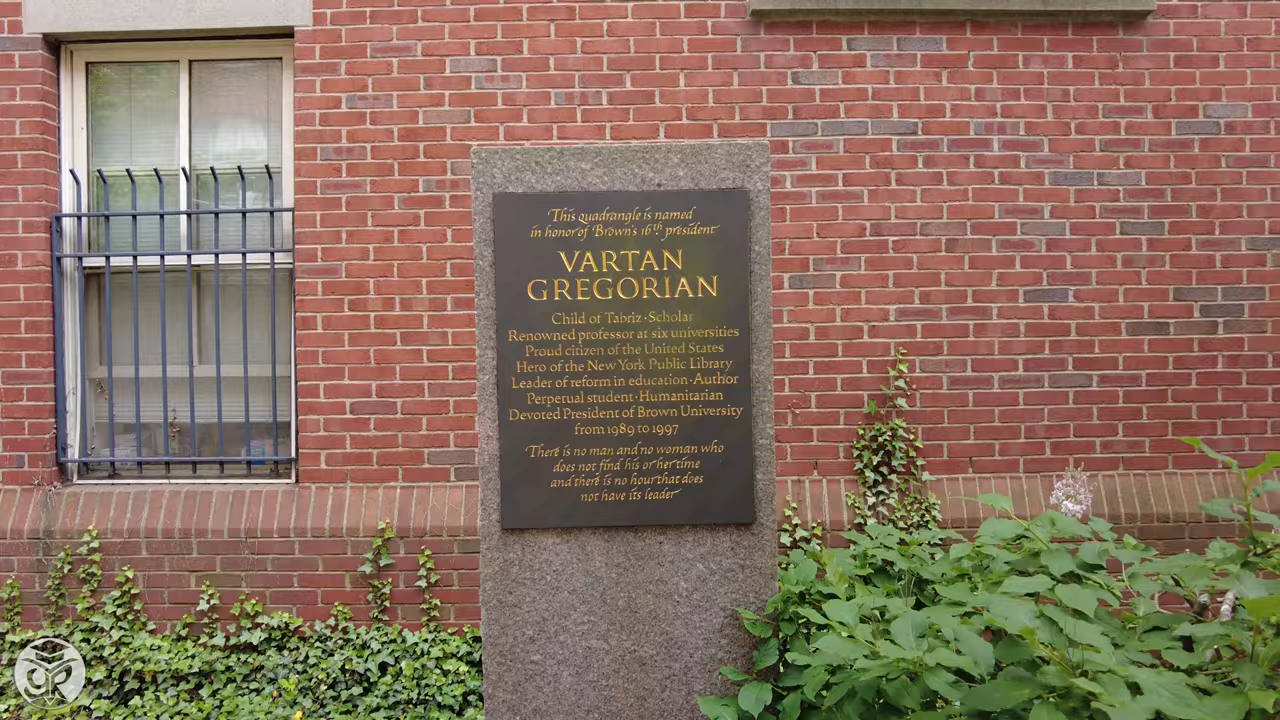 This quadrangle is named
in honor of Brown's 16th president
VARTAN
GREGORIAN
Child of Tabriz · Scholar
Renowned professor at six universities
Proud citizen of the United States
Hero of the New York Public Library
Leader of reform in education · Author
Perpetual student · Humanitarian
Devoted President of Brown University
from 1989 to 1997
There is no man and no woman who
does not find his or her time
and there is no hour that does
not have its leader